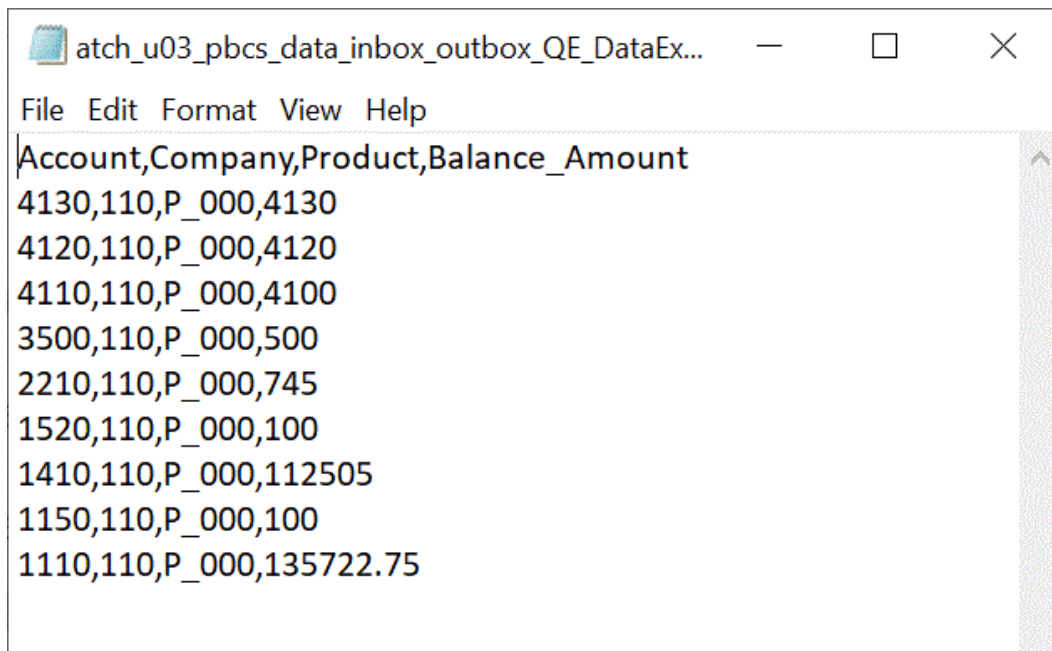 atch_u03_pbcs_data_inbox_outbox_QE_DataEx...
File Edit Format View Help
Account,Company,Product,Balance_Amount
4130,110,P_000,4130
4120,110,P_000,4120
4110,110,P_000,4100
3500,110,P_000,500
2210,110,P_000,745
1520,110,P_000,100
1410,110,P_000,112505
1150,110,P_000,100
1110,110,P_000,135722.75